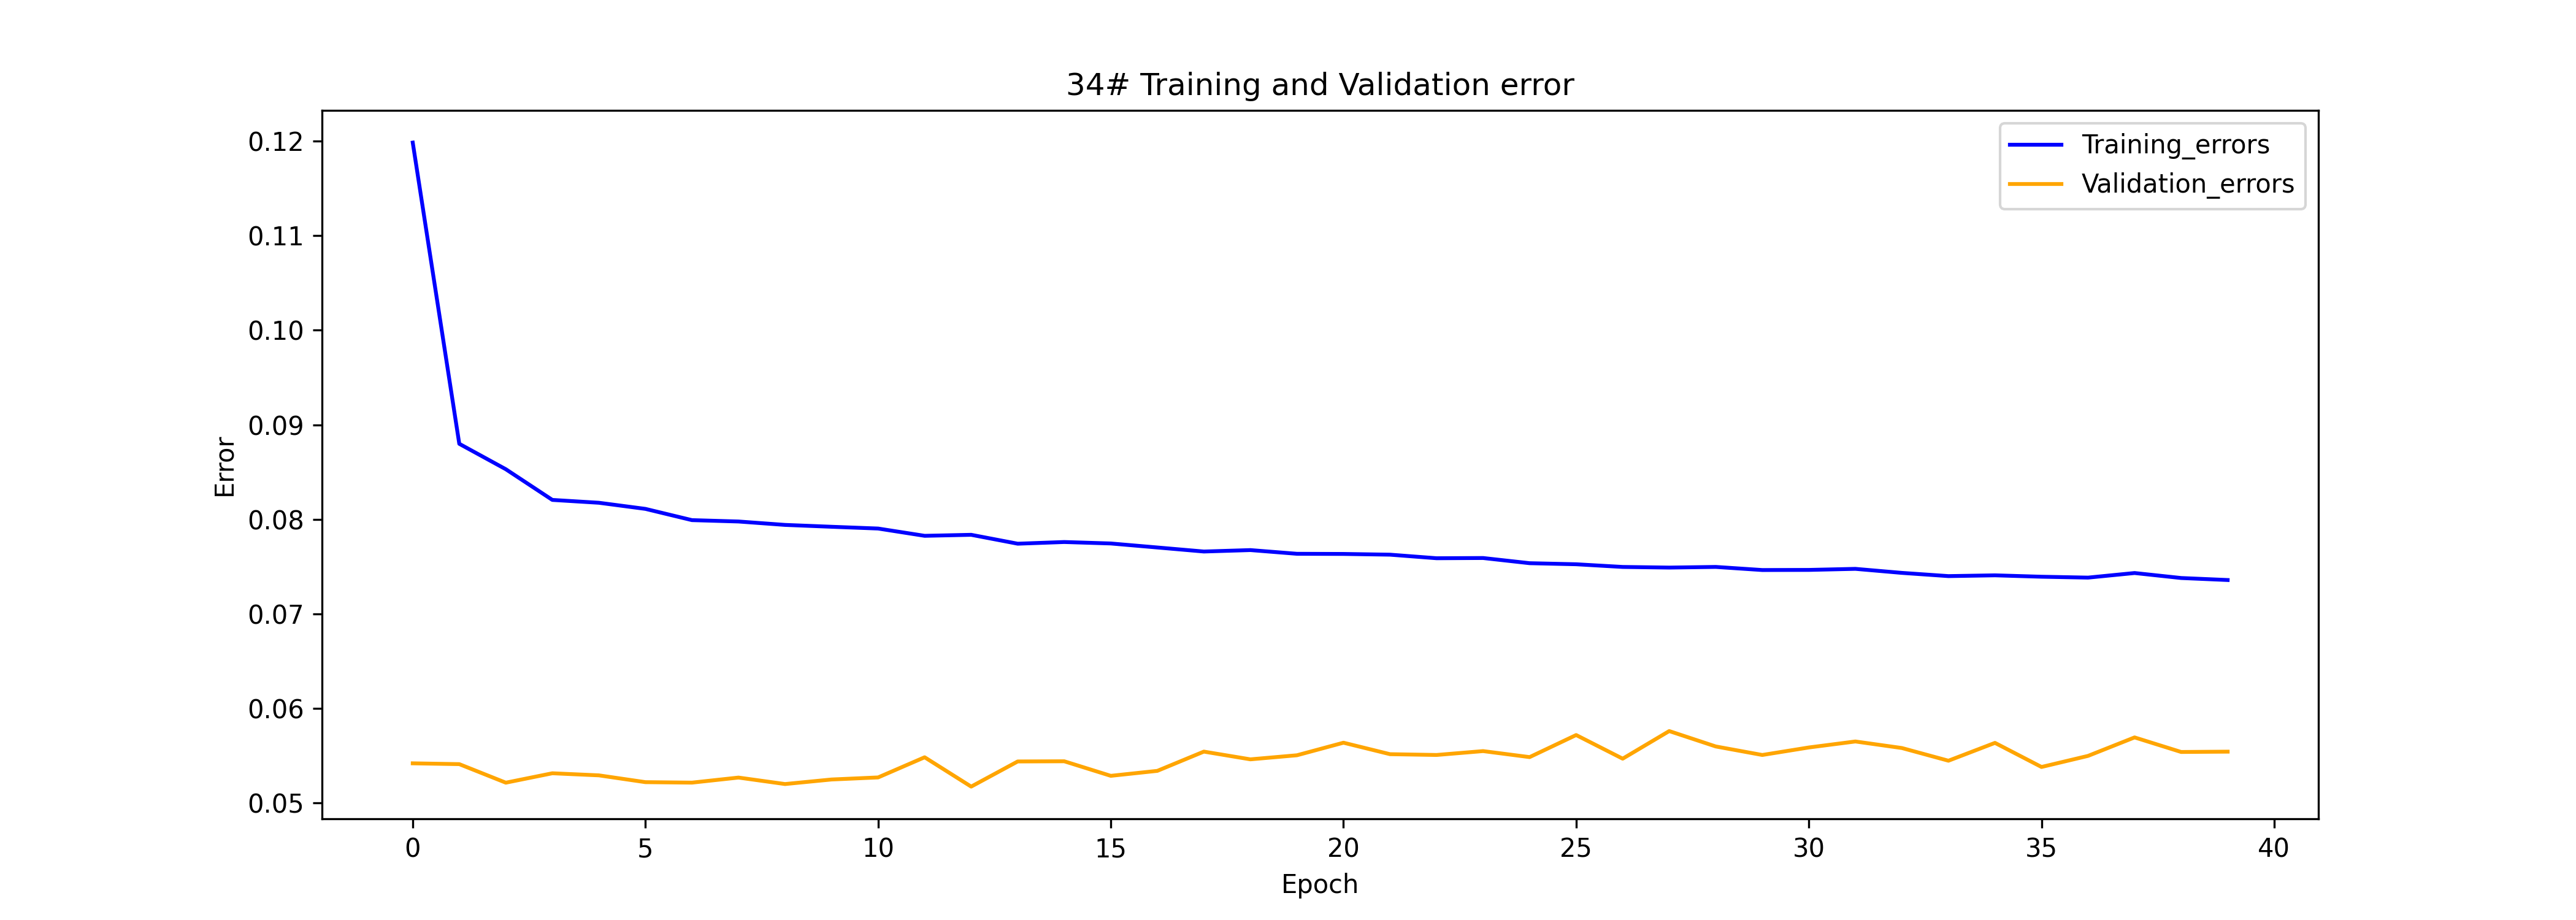 34# Training and Validation error
Training_errors
Validation_errors
0.12
0.11
0.10
0.09
0.08
0.07
0.06
0.05
Error
0 5 10 15 20 25 30 35 40
Epoch